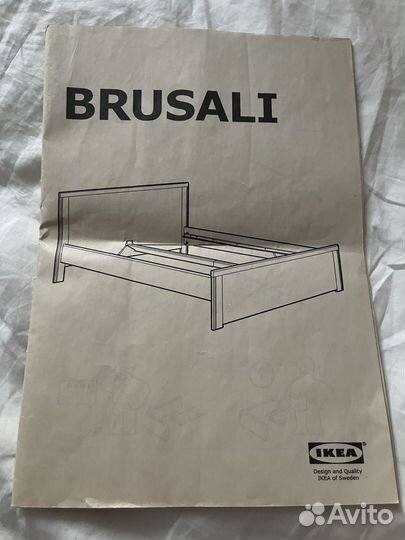 BRUSALI
IKEA
®
Design and Quality
IKEA of Sweden
Avito